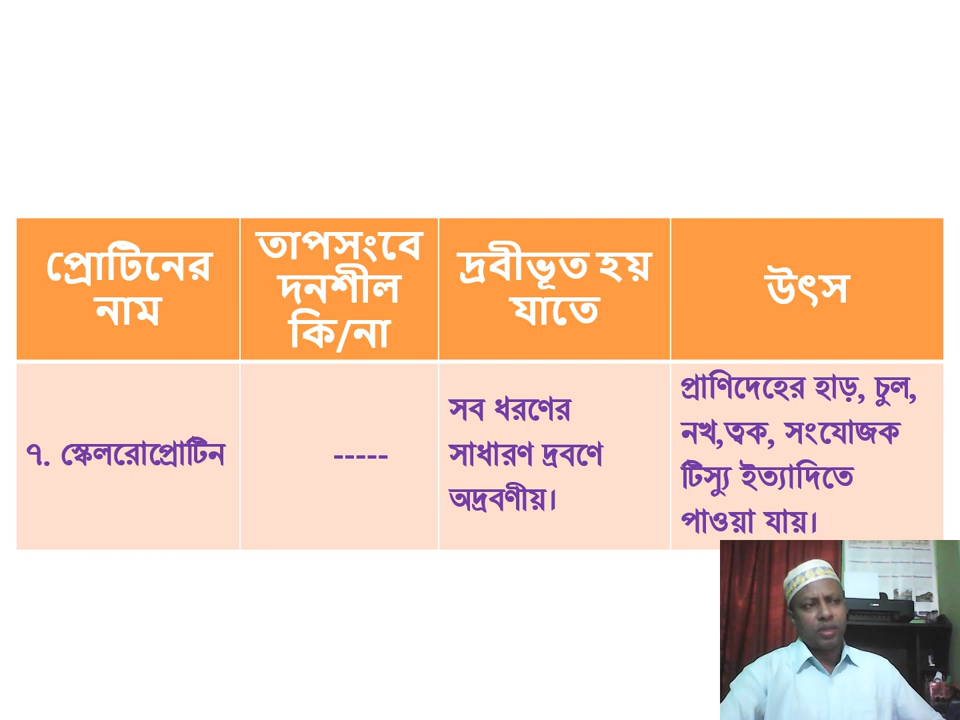 প্রোটিনের
নাম
তাপসংবে
দনশীল
কি/না
দ্রবীভূত হয়
যাতে
উৎস
৭. স্কেলরোপ্রোটিন
-----
সব ধরণের
সাধারণ দ্রবণে
অদ্রবণীয়।
প্রাণিদেহের হাড়, চুল,
নখ,ত্বক, সংযোজক
টিস্যু ইত্যাদিতে
পাওয়া যায়।